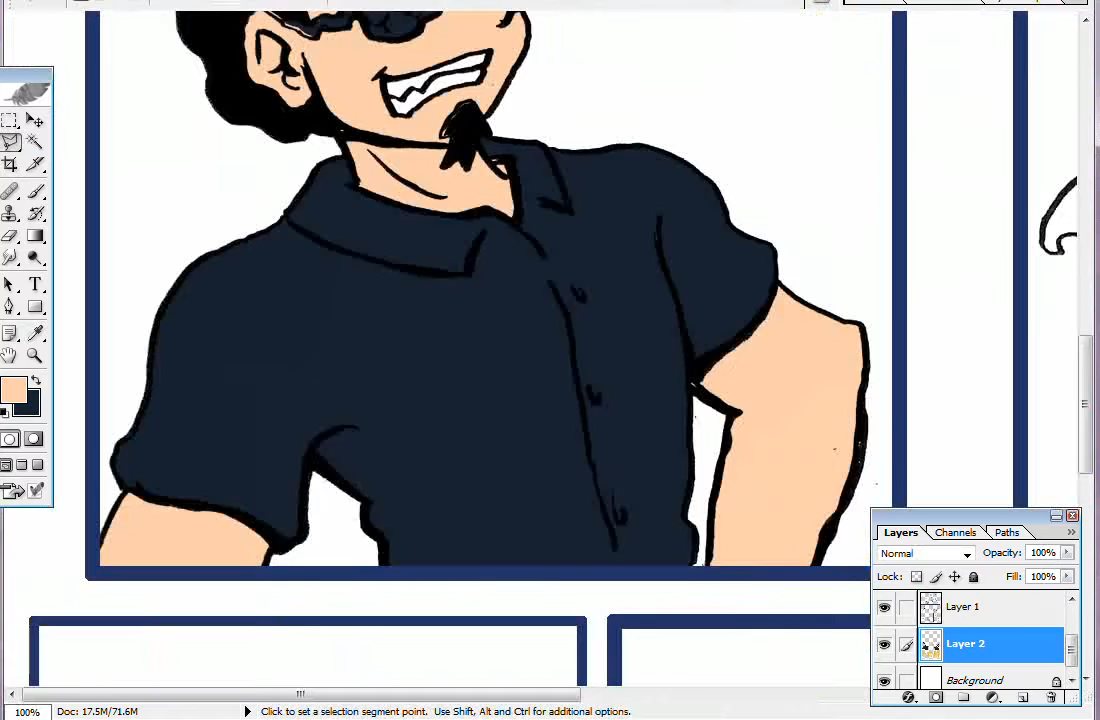 T
Layers
Channels
Paths
Normal
Opacity: 100%
Lock:
Fill: 100%
Layer 1
Layer 2
Background
100%
Doc: 17.5M/71.6M
Click to set a selection segment point. Use Shift, Alt and Ctrl for additional options.